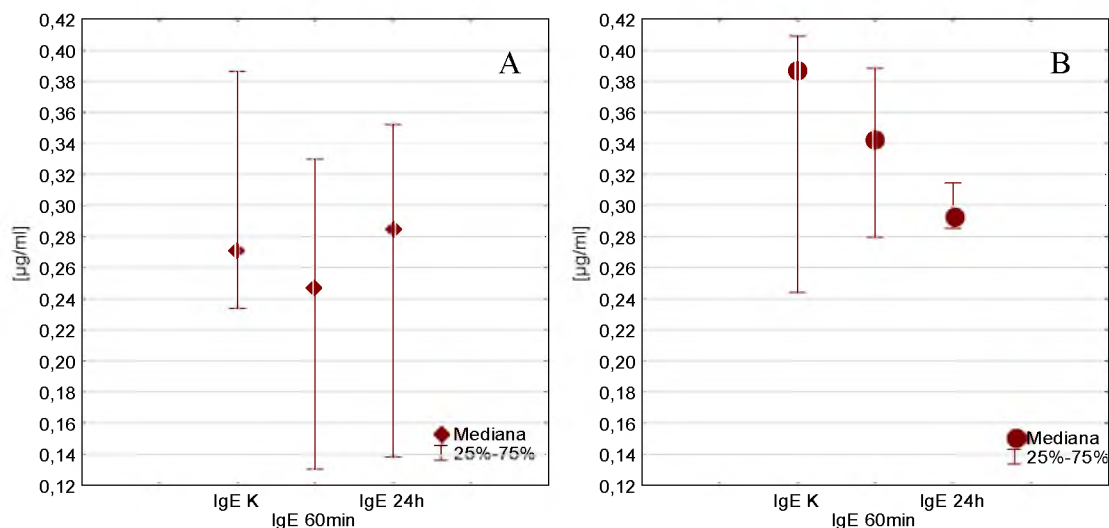 0,42
0,40
0,38
0,36
0,34
0,32
0,30
0,28
0,26
0,24
0,22
0,20
0,18
0,16
0,14
0,12
[µg/ml]
A
Mediana
25%-75%
IgE K
IgE 24h
IgE 60min
0,42
0,40
0,38
0,36
0,34
0,32
0,30
0,28
0,26
0,24
0,22
0,20
0,18
0,16
0,14
0,12
[µg/ml]
B
Mediana
25%-75%
IgE K
IgE 24h
IgE 60min